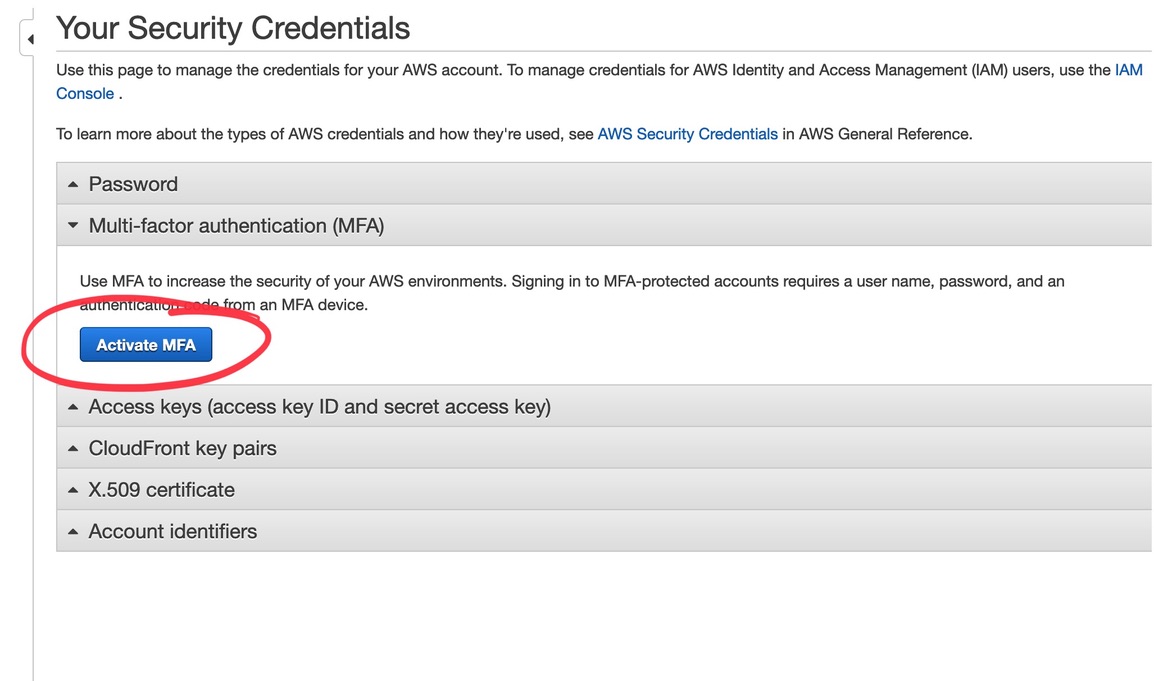 Your Security Credentials
Use this page to manage the credentials for your AWS account. To manage credentials for AWS Identity and Access Management (IAM) users, use the IAM
Console .
To learn more about the types of AWS credentials and how they're used, see AWS Security Credentials in AWS General Reference.
Password
Multi-factor authentication (MFA)
Use MFA to increase the security of your AWS environments. Signing in to MFA-protected accounts requires a user name, password, and an
authentication code from an MFA device.
Activate MFA
Access keys (access key ID and secret access key)
CloudFront key pairs
X.509 certificate
Account identifiers